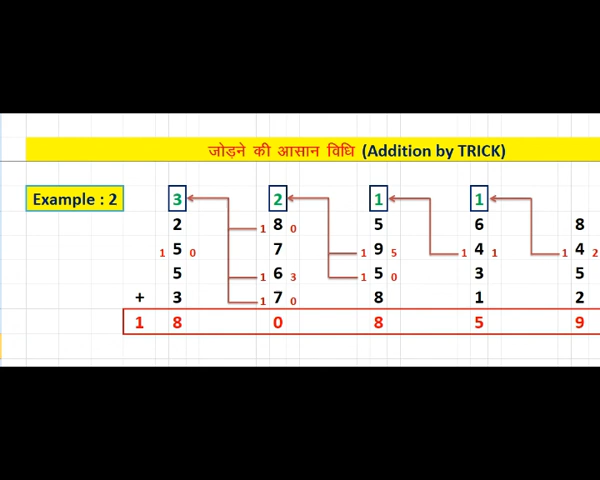 जोड़ने की आसान विधि (Addition by TRICK)
Example : 2 3 2 1 1
2 1 8 0 5 6 8
1 5 0 7 1 9 5 1 4 1 1 4 2
5 1 6 3 1 5 0 3 5
+ 3 1 7 0 8 1 2
1 8 0 8 5 9